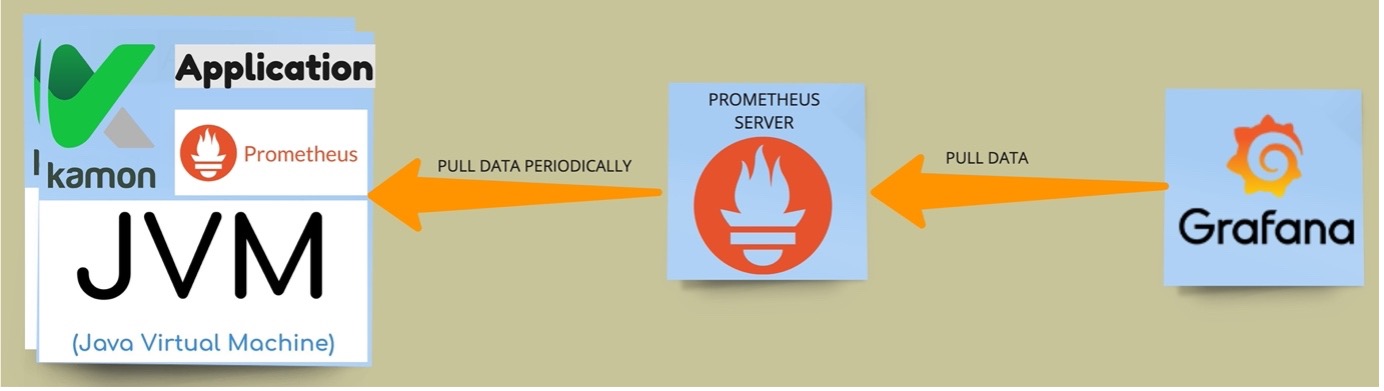 Application
Prometheus
kamon
JVM
(Java Virtual Machine)
PULL DATA PERIODICALLY
PROMETHEUS
SERVER
PULL DATA
Grafana